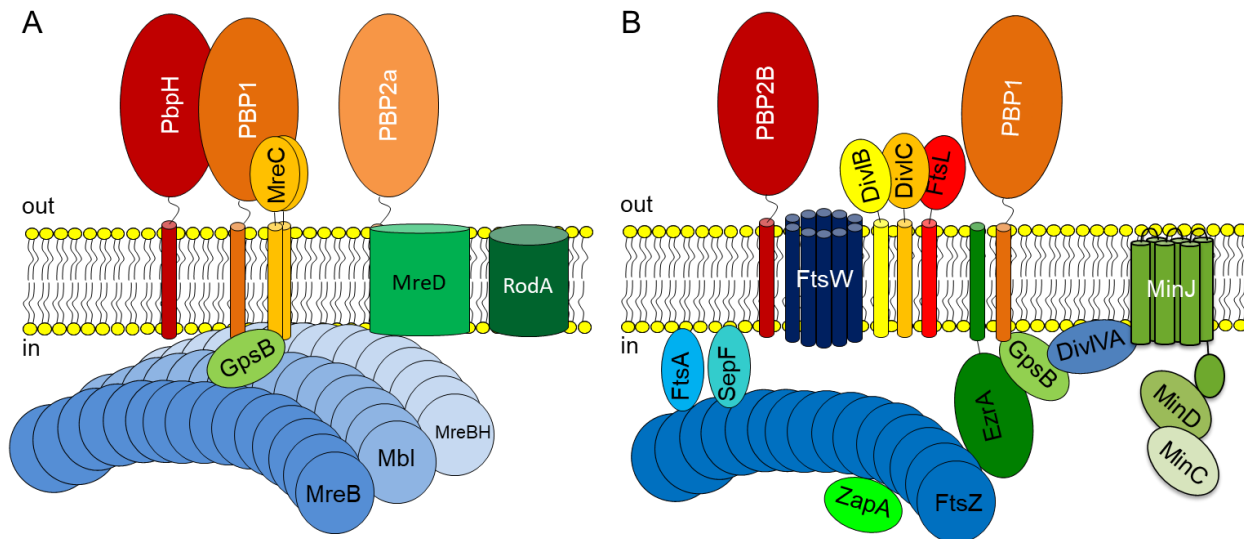 A
PbpH
PBP1
PBP2a
MreC
out
MreD
RodA
in
GpsB
MreBH
Mbl
MreB
B
PBP2B
PBP1
DivIB
DivIC
FtsL
out
FtsW
MinJ
in
FtsA
SepF
GpsB
DivIVA
EzrA
MinD
MinC
ZapA
FtsZ